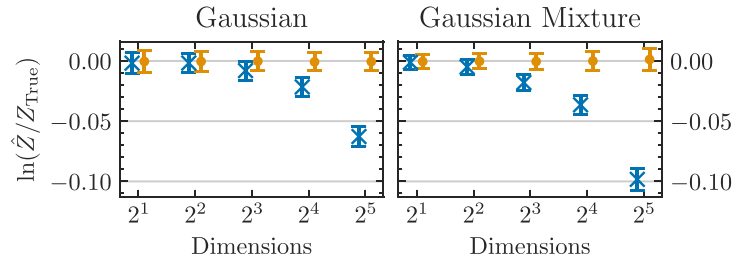 Gaussian
Gaussian Mixture
ln(Ẑ/Z_True)
0.00
−0.05
−0.10
0.00
−0.05
−0.10
2^1 2^2 2^3 2^4 2^5
2^1 2^2 2^3 2^4 2^5
Dimensions
Dimensions